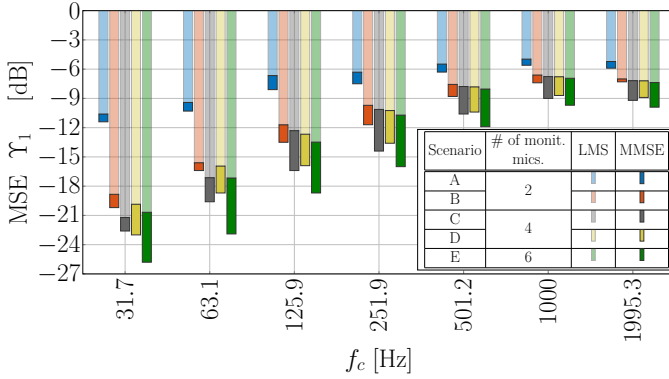 0
−3
−6
−9
−12
−15
−18
−21
−24
−27
MSE ϒ₁ [dB]
31.7
63.1
125.9
251.9
501.2
1000
1995.3
f_c [Hz]
Scenario # of monit. mics. LMS MMSE
A
2
B
C
4
D
E 6